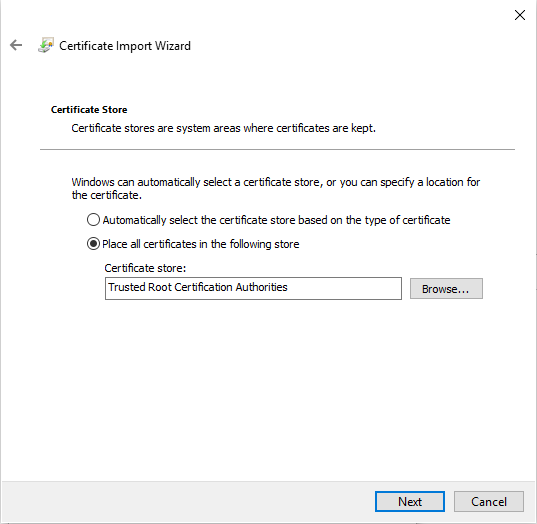 Certificate Import Wizard
Certificate Store
Certificate stores are system areas where certificates are kept.
Windows can automatically select a certificate store, or you can specify a location for
the certificate.
Automatically select the certificate store based on the type of certificate
Place all certificates in the following store
Certificate store:
Trusted Root Certification Authorities
Browse...
Next
Cancel